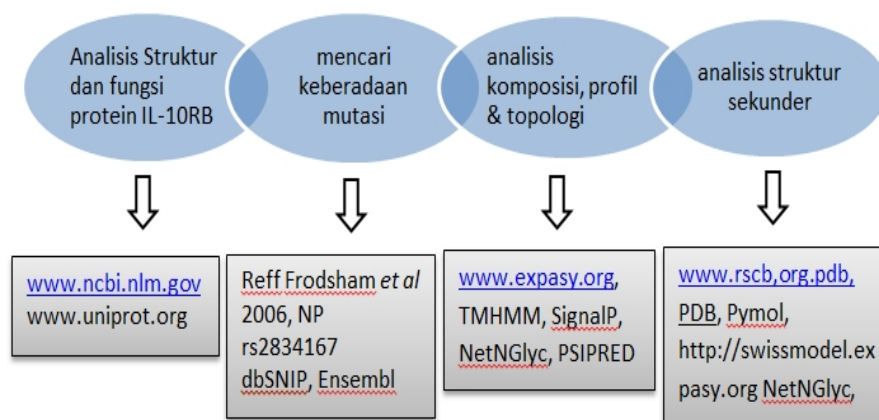 Analisis Struktur
dan fungsi
protein IL-10RB
mencari
keberadaan
mutasi
analisis
komposisi, profil
& topologi
analisis struktur
sekunder
www.ncbi.nlm.gov
www.uniprot.org
Reff Frodsham et al
2006, NP
rs2834167
dbSNIP, Ensembl
www.expasy.org,
TMHMM, SignalP,
NetNGlyc, PSIPRED
www.rscb,org.pdb,
PDB, Pymol,
http://swissmodel.ex
pasy.org NetNGlyc,